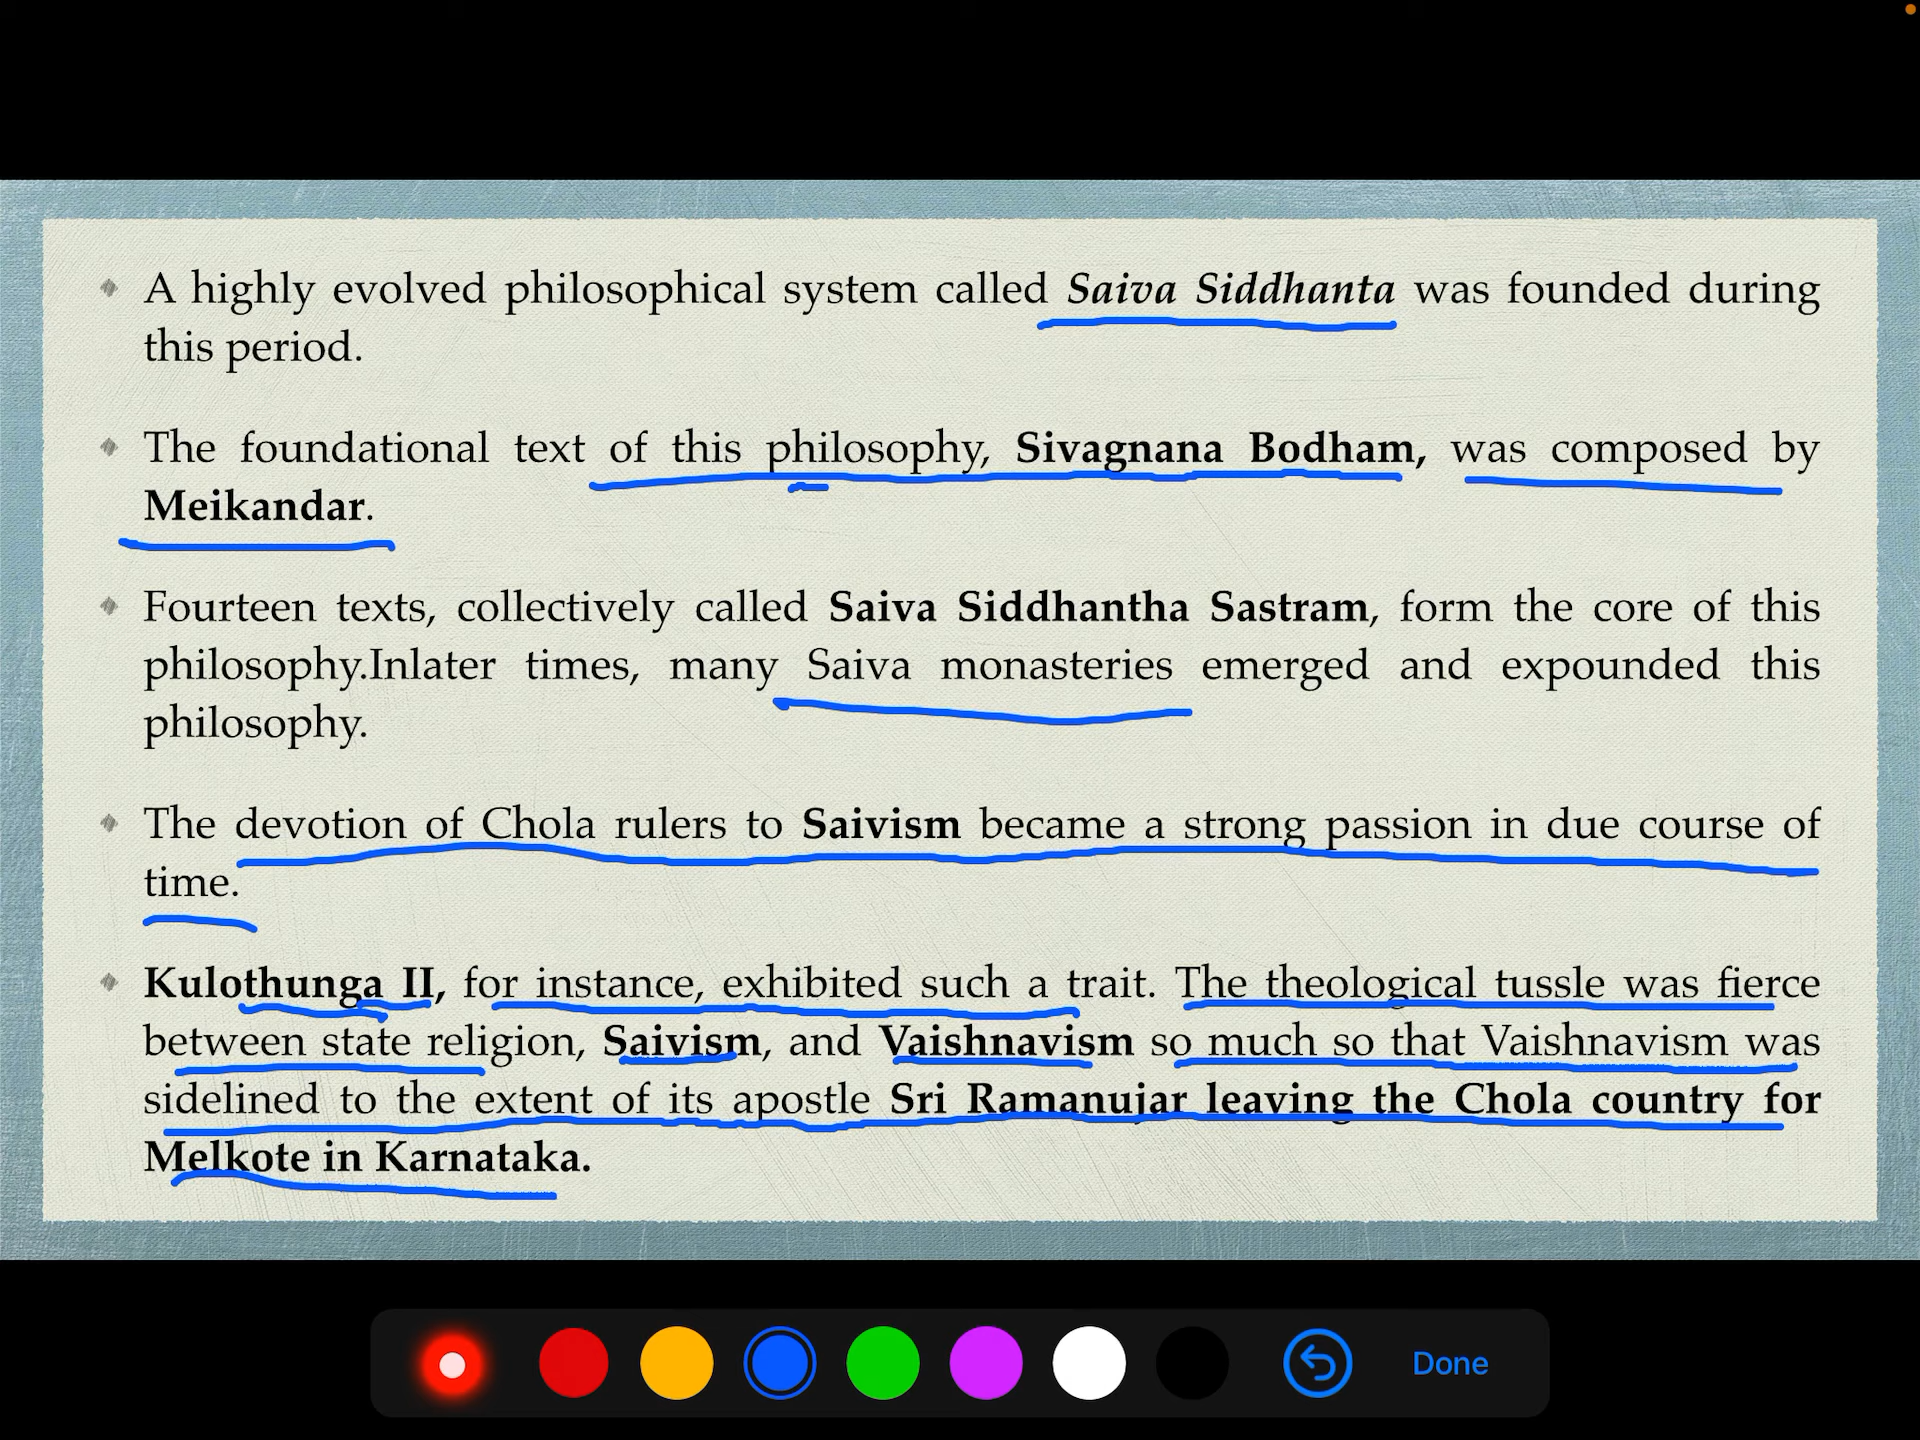 A highly evolved philosophical system called Saiva Siddhanta was founded during
this period.
The foundational text of this philosophy, Sivagnana Bodham, was composed by
Meikandar.
Fourteen texts, collectively called Saiva Siddhantha Sastram, form the core of this
philosophy.Inlater times, many Saiva monasteries emerged and expounded this
philosophy.
The devotion of Chola rulers to Saivism became a strong passion in due course of
time.
Kulothunga II, for instance, exhibited such a trait. The theological tussle was fierce
between state religion, Saivism, and Vaishnavism so much so that Vaishnavism was
sidelined to the extent of its apostle Sri Ramanujar leaving the Chola country for
Melkote in Karnataka.
Done